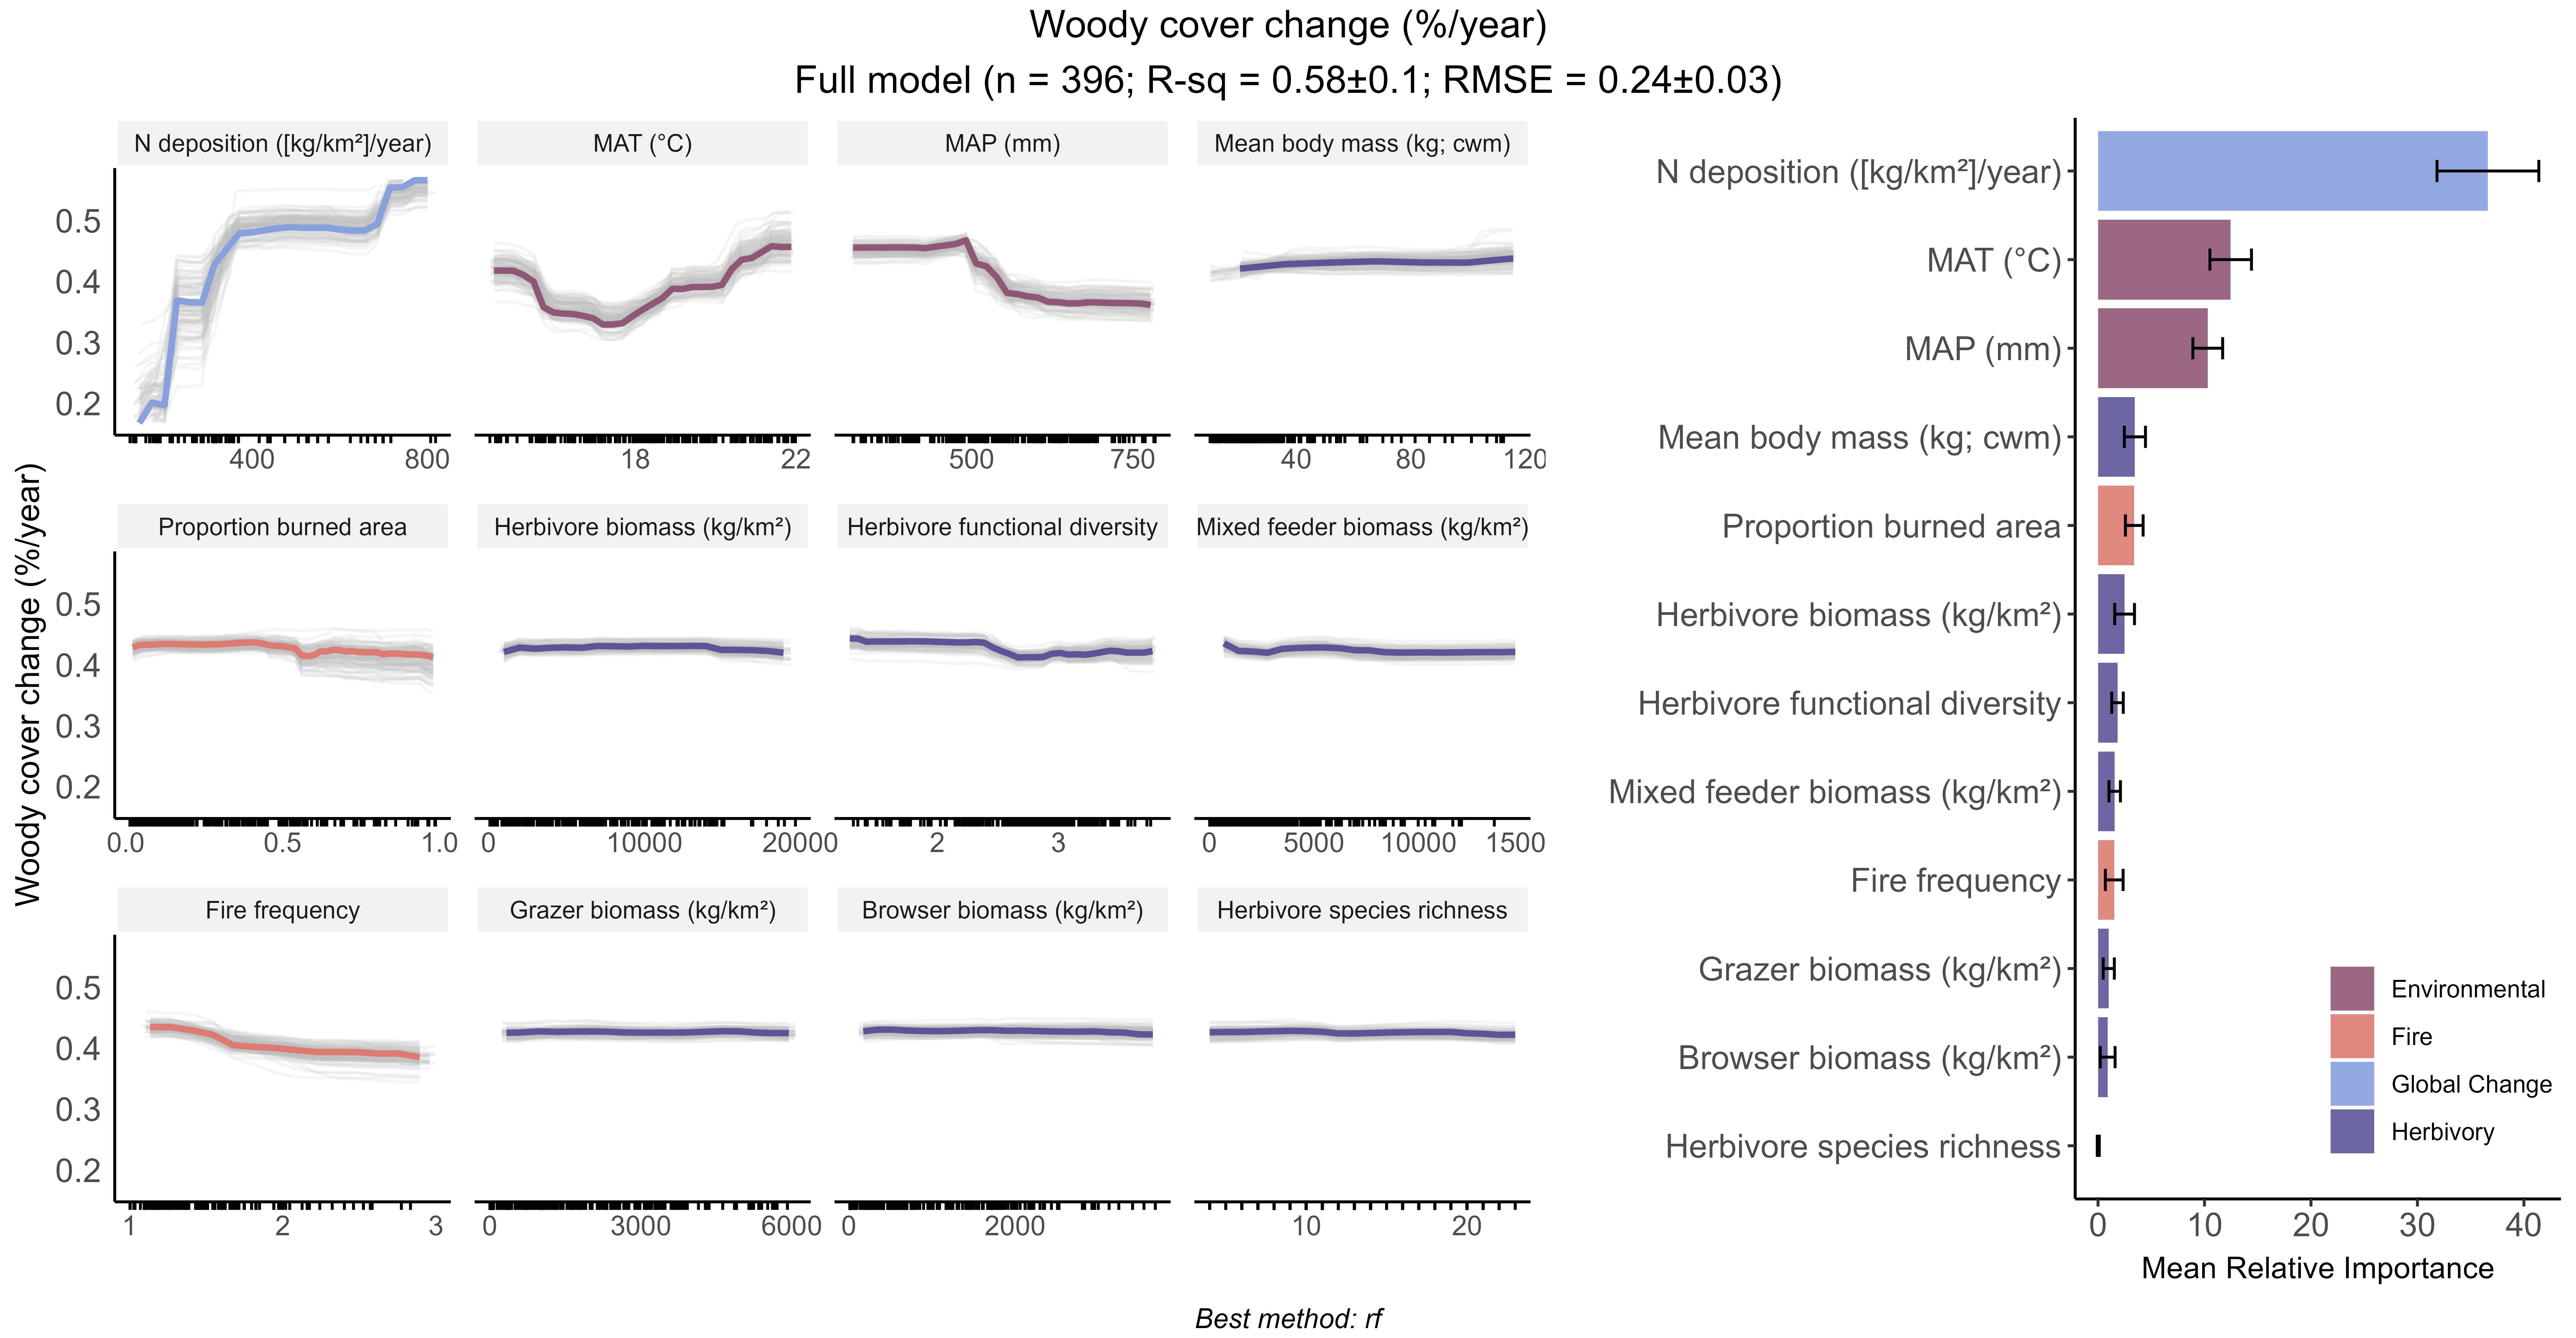 Woody cover change (%/year)
Full model (n = 396; R-sq = 0.58±0.1; RMSE = 0.24±0.03)
Woody cover change (%/year)
N deposition ([kg/km²]/year)
MAT (°C)
MAP (mm)
Mean body mass (kg; cwm)
0.5
0.4
0.3
0.2
400 800
18 22
500 750
40 80 120
Proportion burned area
Herbivore biomass (kg/km²)
Herbivore functional diversity
Mixed feeder biomass (kg/km²)
0.5
0.4
0.3
0.2
0.0 0.5 1.0
0 10000 20000
2 3
0 5000 10000 1500
Fire frequency
Grazer biomass (kg/km²)
Browser biomass (kg/km²)
Herbivore species richness
0.5
0.4
0.3
0.2
1 2 3
0 3000 6000
0 2000
10 20
N deposition ([kg/km²]/year)
MAT (°C)
MAP (mm)
Mean body mass (kg; cwm)
Proportion burned area
Herbivore biomass (kg/km²)
Herbivore functional diversity
Mixed feeder biomass (kg/km²)
Fire frequency
Grazer biomass (kg/km²)
Browser biomass (kg/km²)
Herbivore species richness
0 10 20 30 40
Mean Relative Importance
Environmental
Fire
Global Change
Herbivory
Best method: rf